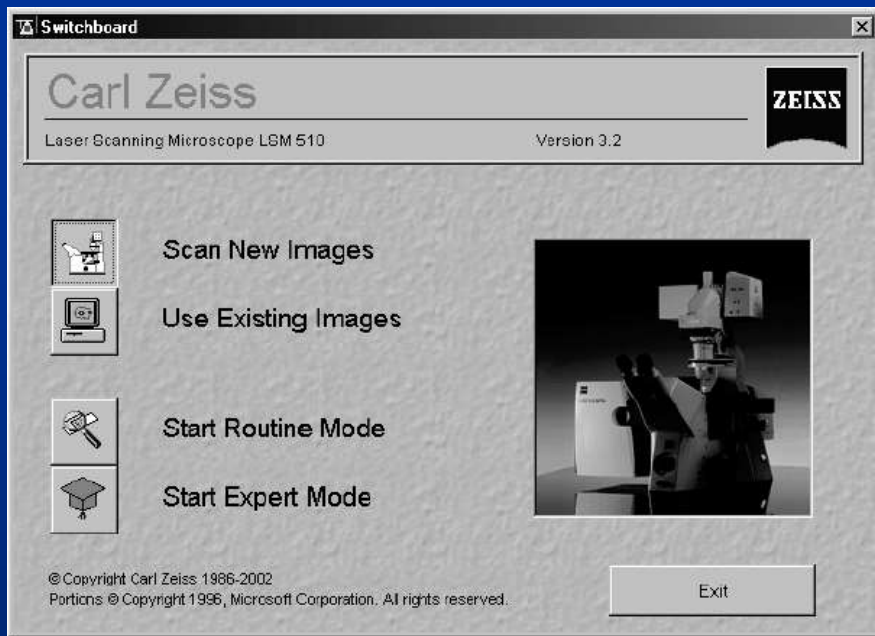 Switchboard
Carl Zeiss
ZEISS
Laser Scanning Microscope LSM 510 Version 3.2
Scan New Images
Use Existing Images
Start Routine Mode
Start Expert Mode
© Copyright Carl Zeiss 1986-2002
Portions © Copyright 1996, Microsoft Corporation. All rights reserved.
Exit